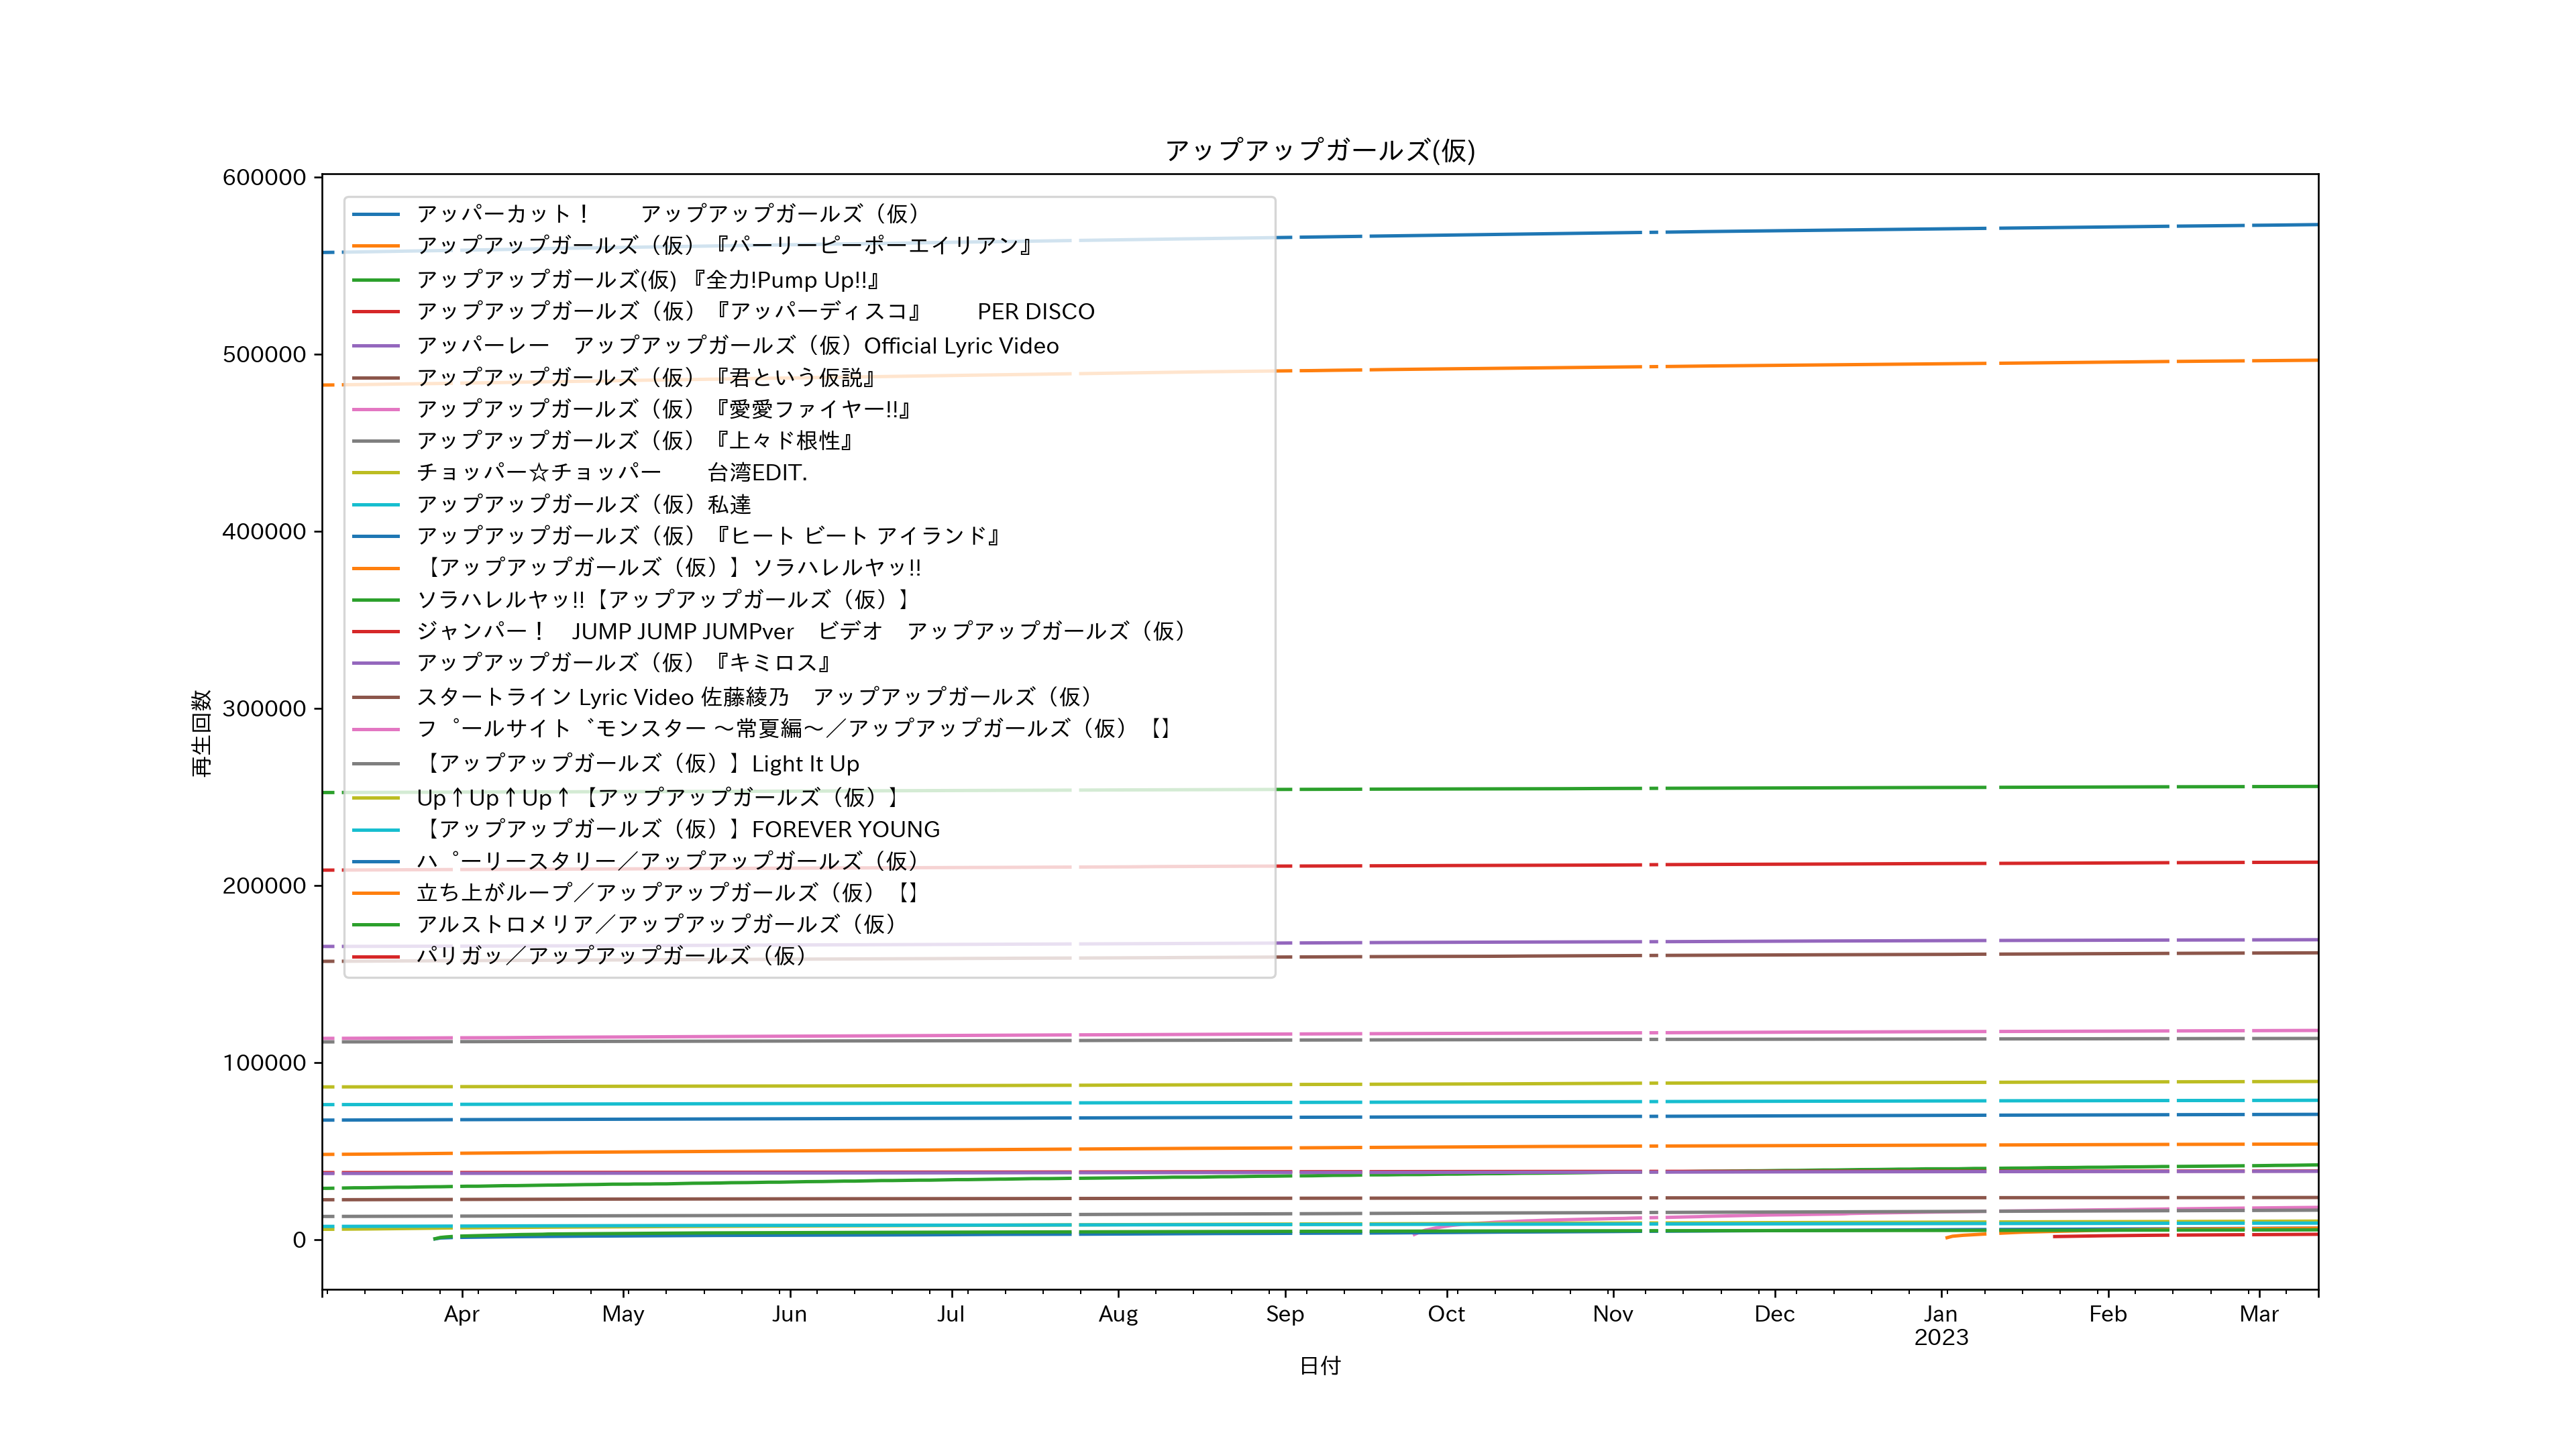 アップアップガールズ(仮)
600000
500000
400000
300000
200000
100000
0
再生回数
アッパーカット！　　アップアップガールズ（仮）
アップアップガールズ（仮）『パーリーピーポーエイリアン』
アップアップガールズ(仮) 『全力!Pump Up!!』
アップアップガールズ（仮）『アッパーディスコ』　　PER DISCO
アッパーレー　アップアップガールズ（仮）Official Lyric Video
アップアップガールズ（仮）『君という仮説』
アップアップガールズ（仮）『愛愛ファイヤー!!』
アップアップガールズ（仮）『上々ド根性』
チョッパー☆チョッパー　　台湾EDIT.
アップアップガールズ（仮）私達
アップアップガールズ（仮）『ヒート ビート アイランド』
【アップアップガールズ（仮）】ソラハレルヤッ!!
ソラハレルヤッ!!【アップアップガールズ（仮）】
ジャンパー！　JUMP JUMP JUMPver　ビデオ　アップアップガールズ（仮）
アップアップガールズ（仮）『キミロス』
スタートライン Lyric Video 佐藤綾乃　アップアップガールズ（仮）
フ゜ールサイト゛モンスター ～常夏編～／アップアップガールズ（仮）【】
【アップアップガールズ（仮）】Light It Up
Up↑Up↑Up↑【アップアップガールズ（仮）】
【アップアップガールズ（仮）】FOREVER YOUNG
ハ゜ーリースタリー／アップアップガールズ（仮）
立ち上がループ／アップアップガールズ（仮）【】
アルストロメリア／アップアップガールズ（仮）
パリガッ／アップアップガールズ（仮）
Apr May Jun Jul Aug Sep Oct Nov Dec Jan Feb Mar
2023
日付